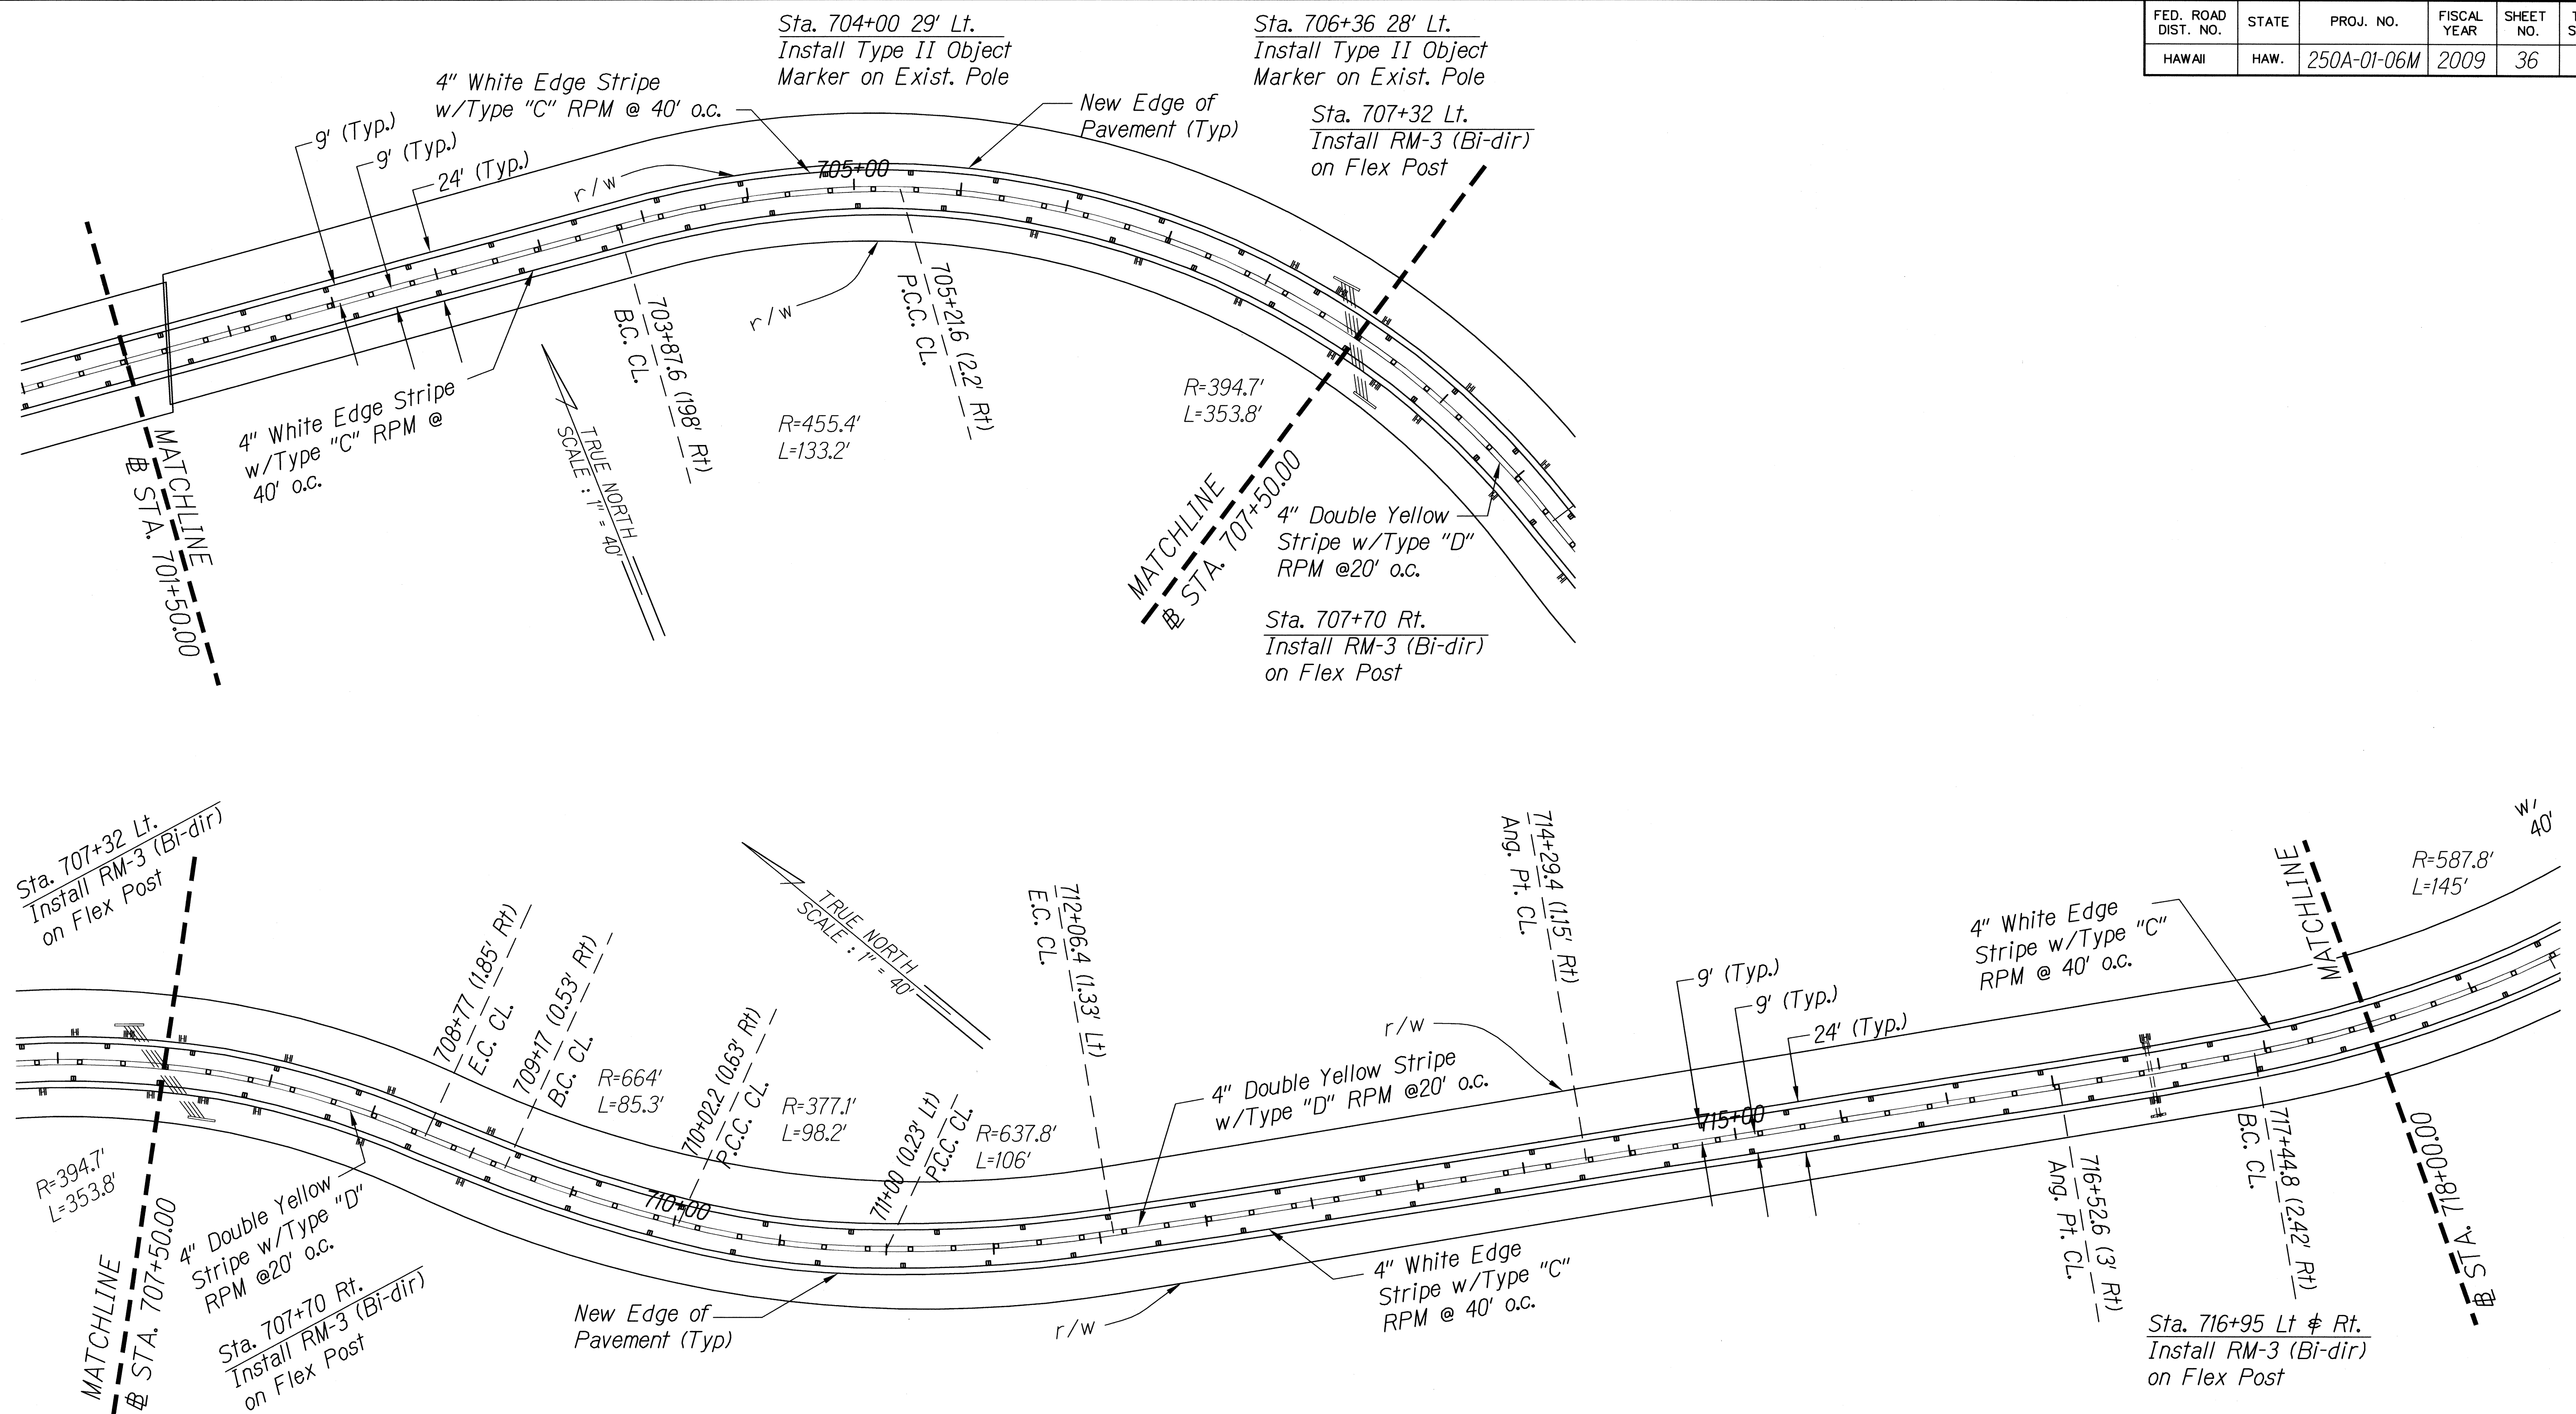 FED. ROAD DIST. NO.
STATE
PROJ. NO.
FISCAL YEAR
SHEET NO.
HAWAII
HAW.
250A-01-06M
2009
36
Sta. 704+00 29' Lt.
Install Type II Object
Marker on Exist. Pole
Sta. 706+36 28' Lt.
Install Type II Object
Marker on Exist. Pole
4" White Edge Stripe
w/Type "C" RPM @ 40' o.c.
New Edge of
Pavement (Typ)
Sta. 707+32 Lt.
Install RM-3 (Bi-dir)
on Flex Post
9' (Typ.)
9' (Typ.)
24' (Typ.)
r/w
705+00
r/w
703+87.6 (198' Rt)
B.C. CL.
705+21.6 (2.2' Rt)
P.C.C. CL.
R=455.4'
L=133.2'
R=394.7'
L=353.8'
4" White Edge Stripe
w/Type "C" RPM @
40' o.c.
MATCHLINE
BL STA. 701+50.00
TRUE NORTH
SCALE : 1" = 40'
MATCHLINE
BL STA. 707+50.00
4" Double Yellow
Stripe w/Type "D"
RPM @20' o.c.
Sta. 707+70 Rt.
Install RM-3 (Bi-dir)
on Flex Post
Sta. 707+32 Lt.
Install RM-3 (Bi-dir)
on Flex Post
708+77 (1.85' Rt)
E.C. CL.
709+17 (0.53' Rt)
B.C. CL.
R=664'
L=85.3'
710+02.2 (0.63' Rt)
P.C.C. CL.
R=377.1'
L=98.2'
711+00 (0.23' Lt)
P.C.C. CL.
R=637.8'
L=106'
TRUE NORTH
SCALE : 1" = 40'
712+06.4 (1.33' Lt)
E.C. CL.
4" Double Yellow Stripe
w/Type "D" RPM @20' o.c.
r/w
714+29.4 (1.15' Rt)
Ang. Pt. CL.
9' (Typ.)
9' (Typ.)
24' (Typ.)
4" White Edge
Stripe w/Type "C"
RPM @ 40' o.c.
MATCHLINE
BL STA. 718+00.00
R=587.8'
L=145'
40'
R=394.7'
L=353.8'
MATCHLINE
BL STA. 707+50.00
4" Double Yellow
Stripe w/Type "D"
RPM @20' o.c.
Sta. 707+70 Rt.
Install RM-3 (Bi-dir)
on Flex Post
710+00
715+00
New Edge of
Pavement (Typ)
r/w
4" White Edge
Stripe w/Type "C"
RPM @ 40' o.c.
716+52.6 (3' Rt)
Ang. Pt. CL.
717+44.8 (2.42' Rt)
B.C. CL.
Sta. 716+95 Lt & Rt.
Install RM-3 (Bi-dir)
on Flex Post